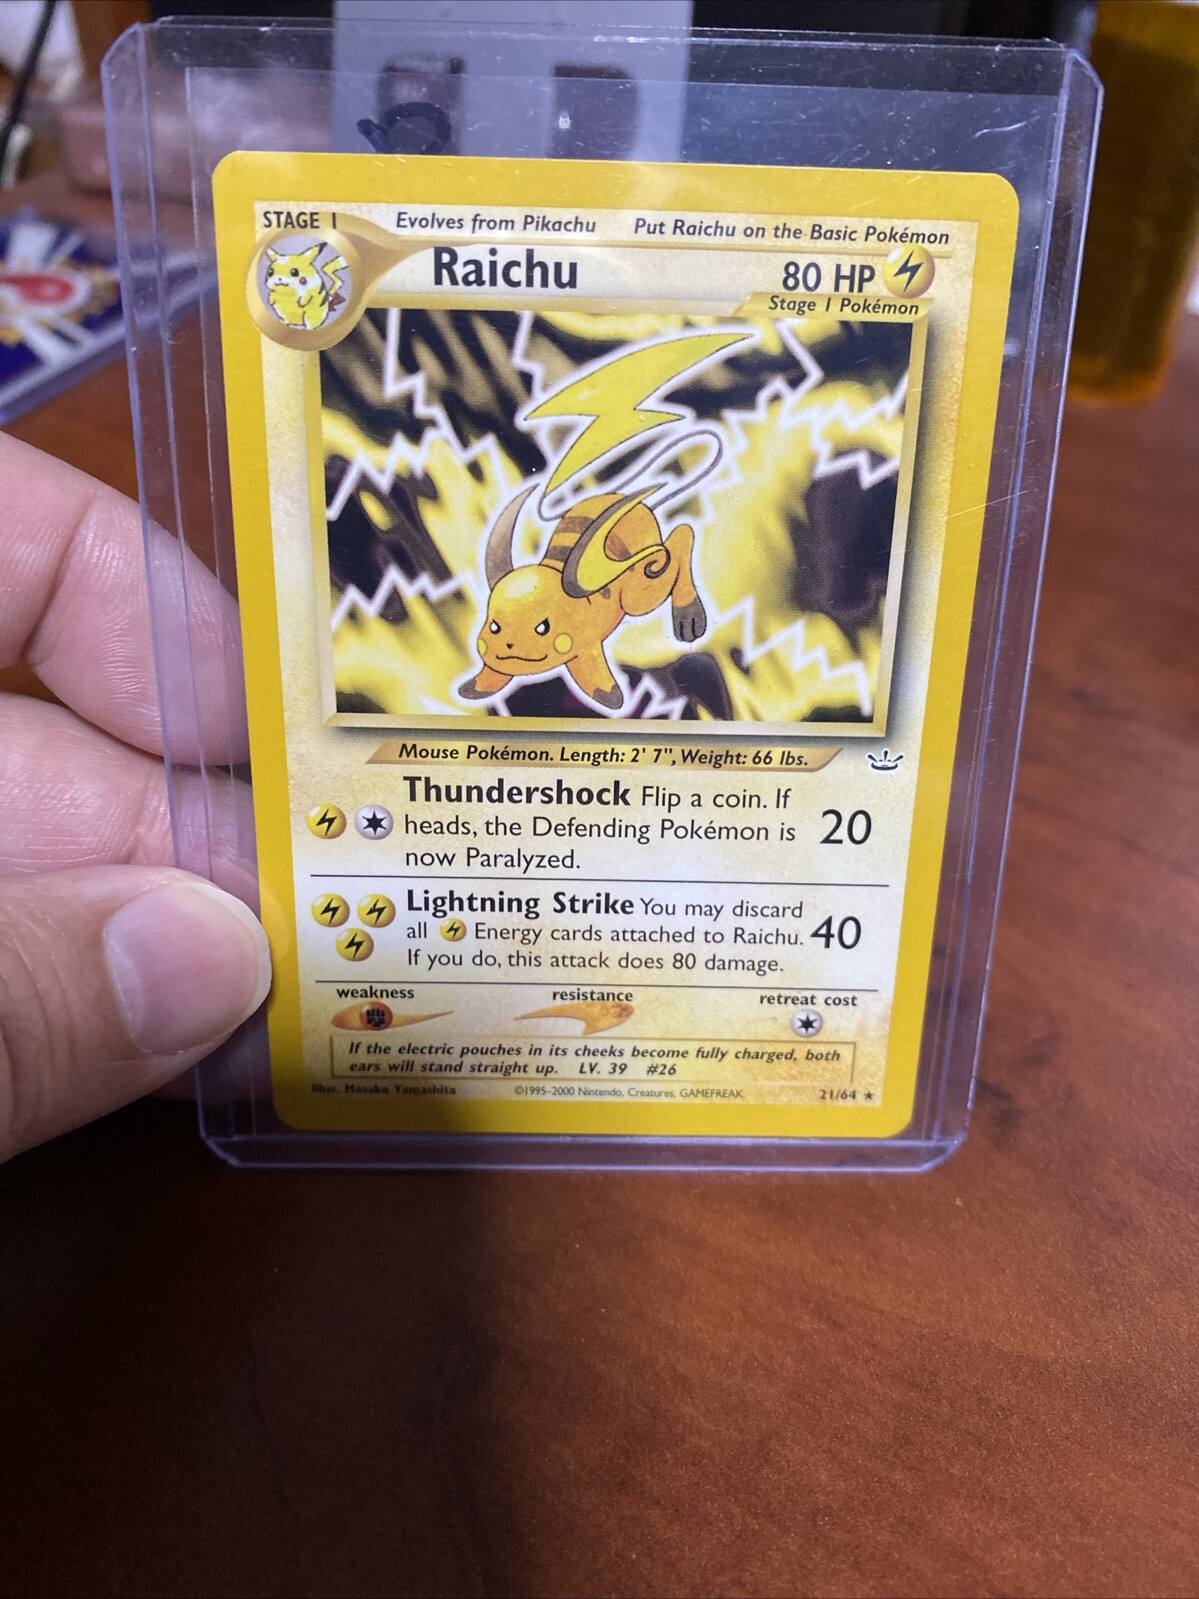 STAGE 1 Evolves from Pikachu Put Raichu on the Basic Pokémon
Raichu 80 HP
Stage 1 Pokémon
Mouse Pokémon. Length: 2' 7", Weight: 66 lbs.
Thundershock Flip a coin. If
heads, the Defending Pokémon is 20
now Paralyzed.
Lightning Strike You may discard
all Energy cards attached to Raichu. 40
If you do, this attack does 80 damage.
weakness resistance retreat cost
If the electric pouches in its cheeks become fully charged, both
ears will stand straight up. LV. 39 #26
Illus. Masako Yamashita ©1995-2000 Nintendo, Creatures, GAMEFREAK 21/64 ★